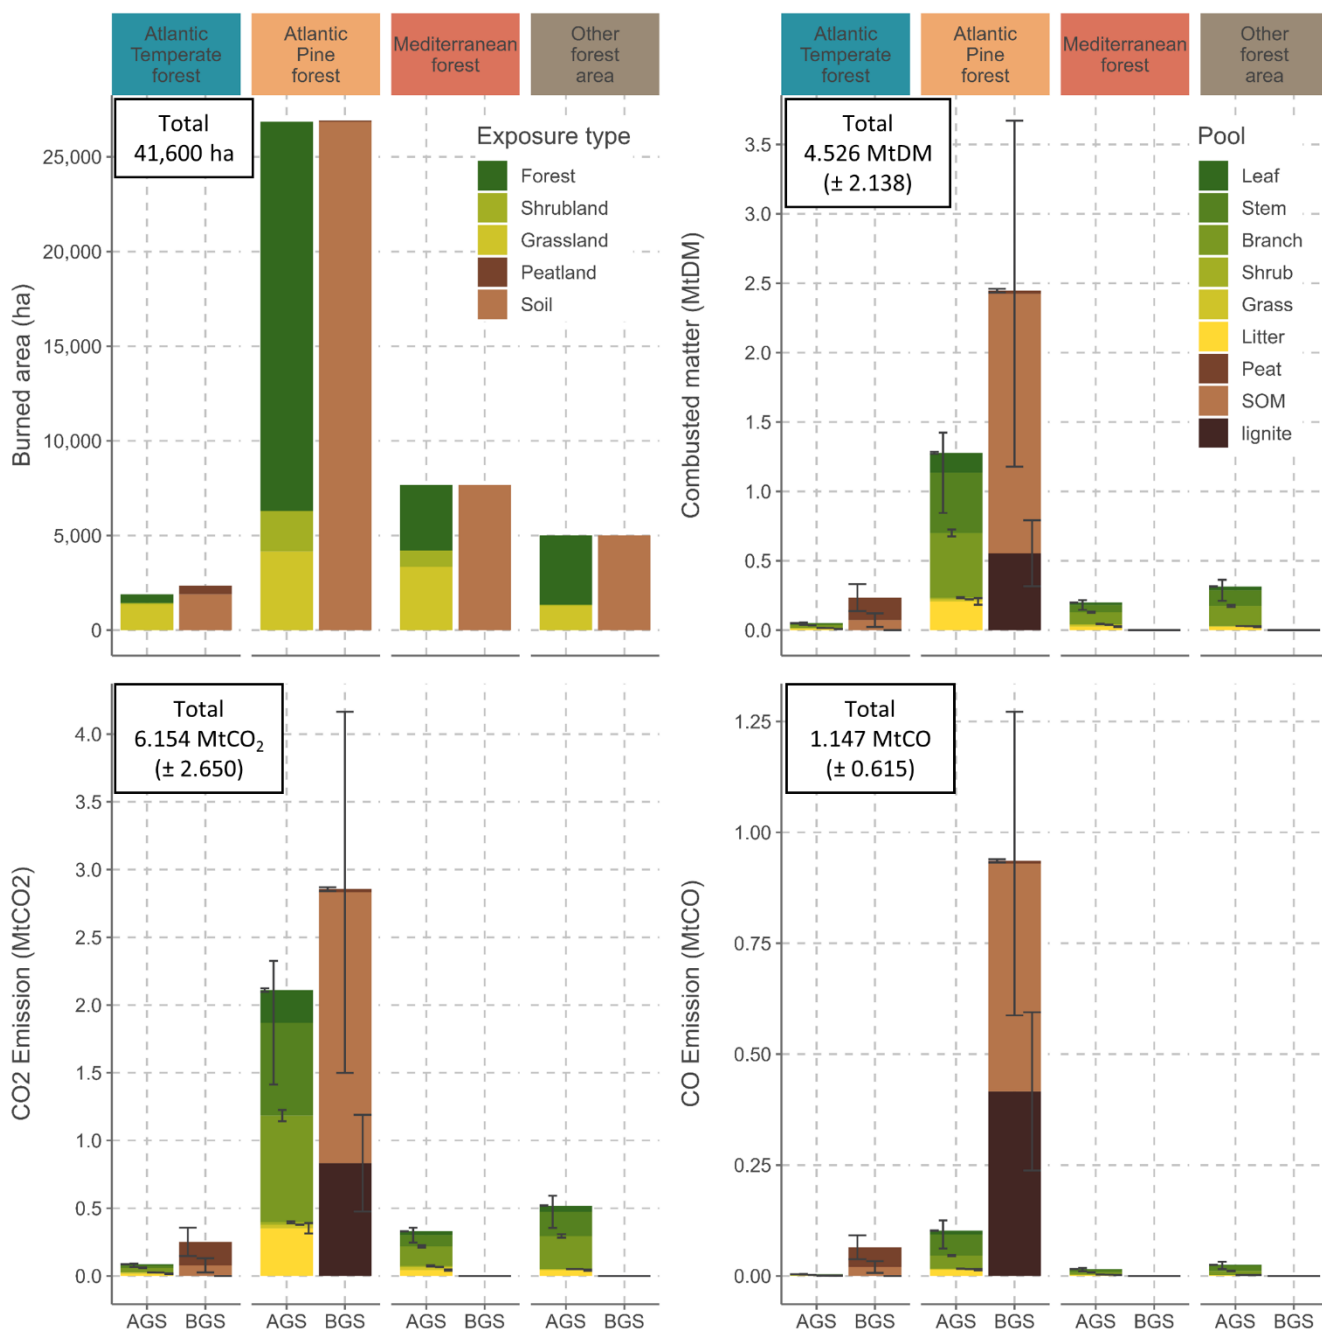 Atlantic
Temperate
forest
Atlantic
Pine
forest
Mediterranean
forest
Other
forest
area
Total
41,600 ha
Exposure type
Forest
Shrubland
Grassland
Peatland
Soil
Burned area (ha)
25,000
20,000
15,000
10,000
5,000
0
Atlantic
Temperate
forest
Atlantic
Pine
forest
Mediterranean
forest
Other
forest
area
Total
4.526 MtDM
(± 2.138)
Pool
Leaf
Stem
Branch
Shrub
Grass
Litter
Peat
SOM
lignite
Combusted matter (MtDM)
3.5
3.0
2.5
2.0
1.5
1.0
0.5
0.0
Total
6.154 MtCO₂
(± 2.650)
CO2 Emission (MtCO2)
4.0
3.5
3.0
2.5
2.0
1.5
1.0
0.5
0.0
AGS BGS AGS BGS AGS BGS AGS BGS
Total
1.147 MtCO
(± 0.615)
CO Emission (MtCO)
1.25
1.00
0.75
0.50
0.25
0.00
AGS BGS AGS BGS AGS BGS AGS BGS